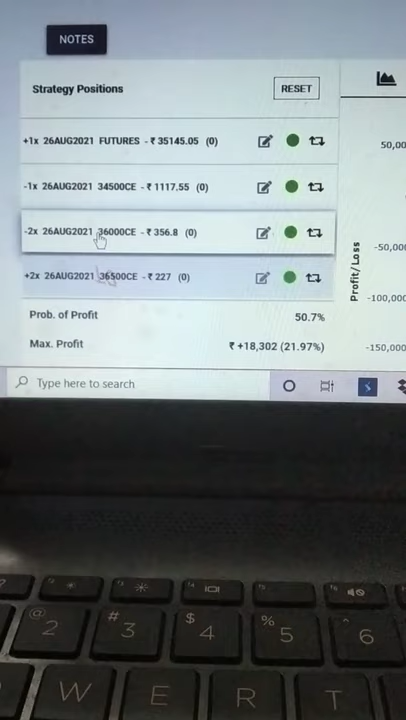 NOTES
Strategy Positions RESET
+1x 26AUG2021 FUTURES - ₹ 35145.05 (0)
-1x 26AUG2021 34500CE - ₹ 1117.55 (0)
-2x 26AUG2021 36000CE - ₹ 356.8 (0)
+2x 26AUG2021 36500CE - ₹ 227 (0)
Prob. of Profit 50.7%
Max. Profit ₹ +18,302 (21.97%)
50,00
-50,00
-100,00
-150,00
Profit/Loss
Type here to search
@ 2 # 3 $ 4 % 5 ^ 6
W E R T